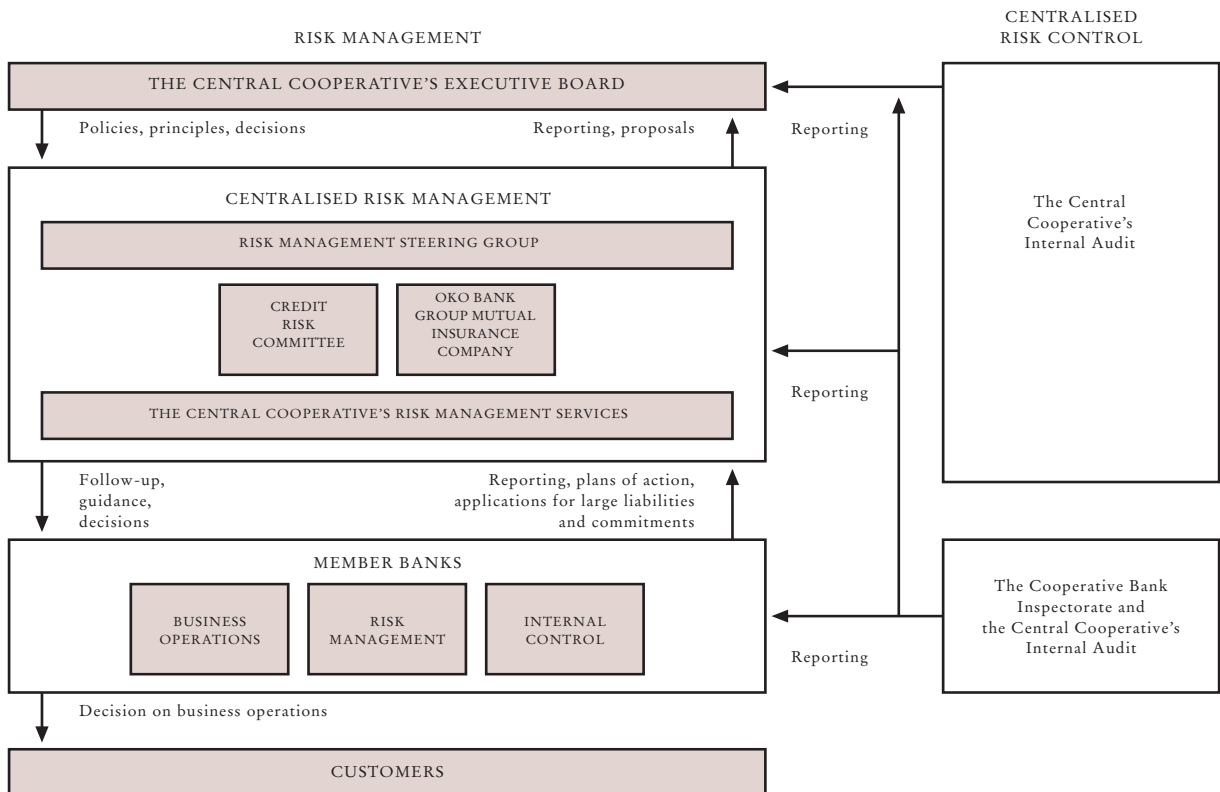 RISK MANAGEMENT
CENTRALISED
RISK CONTROL
THE CENTRAL COOPERATIVE’S EXECUTIVE BOARD
Policies, principles, decisions
Reporting, proposals
Reporting
CENTRALISED RISK MANAGEMENT
RISK MANAGEMENT STEERING GROUP
The Central
Cooperative’s
Internal Audit
CREDIT
RISK
COMMITTEE
OKO BANK
GROUP MUTUAL
INSURANCE
COMPANY
Reporting
THE CENTRAL COOPERATIVE’S RISK MANAGEMENT SERVICES
Follow-up,
guidance,
decisions
Reporting, plans of action,
applications for large liabilities
and commitments
MEMBER BANKS
BUSINESS
OPERATIONS
RISK
MANAGEMENT
INTERNAL
CONTROL
The Cooperative Bank
Inspectorate and
the Central Cooperative’s
Internal Audit
Reporting
Decision on business operations
CUSTOMERS